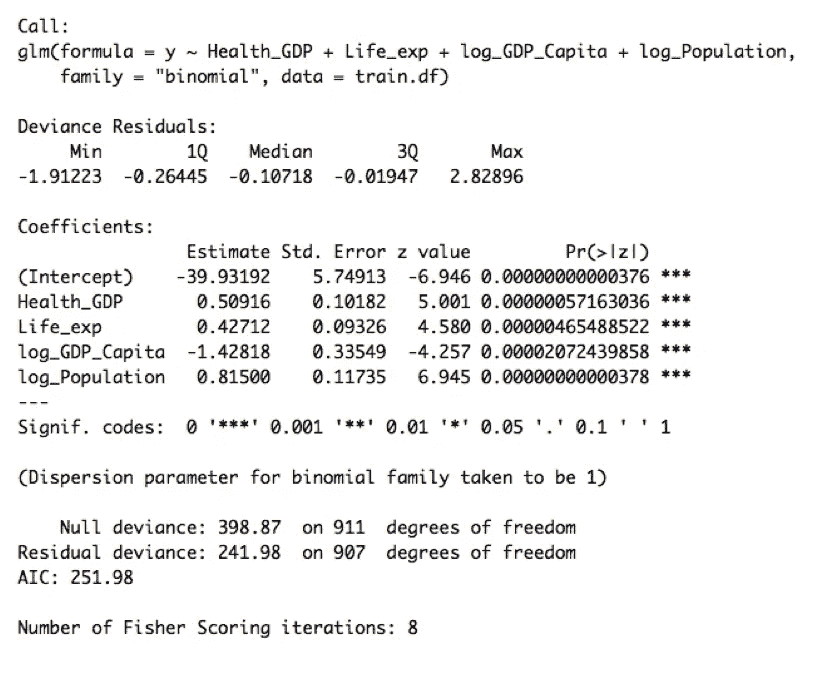 Call:
glm(formula = y ~ Health_GDP + Life_exp + log_GDP_Capita + log_Population,
    family = "binomial", data = train.df)
Deviance Residuals:
     Min       1Q   Median       3Q      Max
-1.91223 -0.26445 -0.10718 -0.01947  2.82896
Coefficients:
                Estimate Std. Error z value         Pr(>|z|)
(Intercept)    -39.93192    5.74913  -6.946 0.00000000000376 ***
Health_GDP       0.50916    0.10182   5.001 0.00000057163036 ***
Life_exp         0.42712    0.09326   4.580 0.00000465488522 ***
log_GDP_Capita  -1.42818    0.33549  -4.257 0.00002072439858 ***
log_Population   0.81500    0.11735   6.945 0.00000000000378 ***
---
Signif. codes:  0 '***' 0.001 '**' 0.01 '*' 0.05 '.' 0.1 ' ' 1
(Dispersion parameter for binomial family taken to be 1)
    Null deviance: 398.87  on 911  degrees of freedom
Residual deviance: 241.98  on 907  degrees of freedom
AIC: 251.98
Number of Fisher Scoring iterations: 8